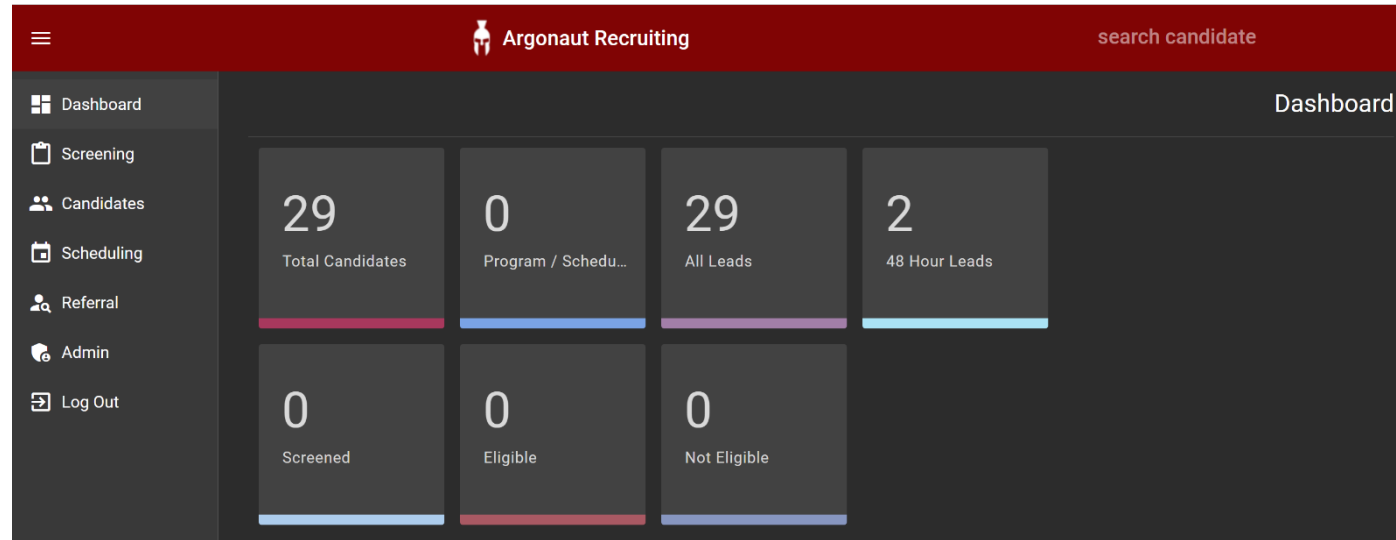 Argonaut Recruiting
search candidate
Dashboard
Screening
Candidates
Scheduling
Referral
Admin
Log Out
Dashboard
29
Total Candidates
0
Program / Schedu...
29
All Leads
2
48 Hour Leads
0
Screened
0
Eligible
0
Not Eligible